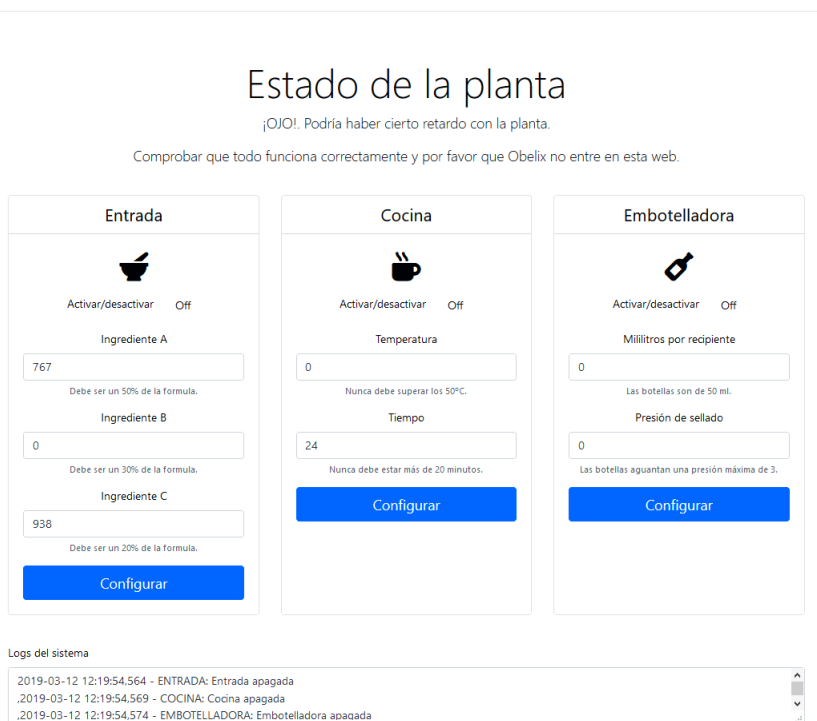 Estado de la planta
¡OJO!. Podría haber cierto retardo con la planta.
Comprobar que todo funciona correctamente y por favor que Obelix no entre en esta web.
Entrada
Activar/desactivar Off
Ingrediente A
767
Debe ser un 50% de la formula.
Ingrediente B
0
Debe ser un 30% de la formula.
Ingrediente C
938
Debe ser un 20% de la formula.
Configurar
Cocina
Activar/desactivar Off
Temperatura
0
Nunca debe superar los 50ºC.
Tiempo
24
Nunca debe estar más de 20 minutos.
Configurar
Embotelladora
Activar/desactivar Off
Mililitros por recipiente
0
Las botellas son de 50 ml.
Presión de sellado
0
Las botellas aguantan una presión máxima de 3.
Configurar
Logs del sistema
2019-03-12 12:19:54,564 - ENTRADA: Entrada apagada
,2019-03-12 12:19:54,569 - COCINA: Cocina apagada
,2019-03-12 12:19:54,574 - EMBOTELLADORA: Embotelladora apagada